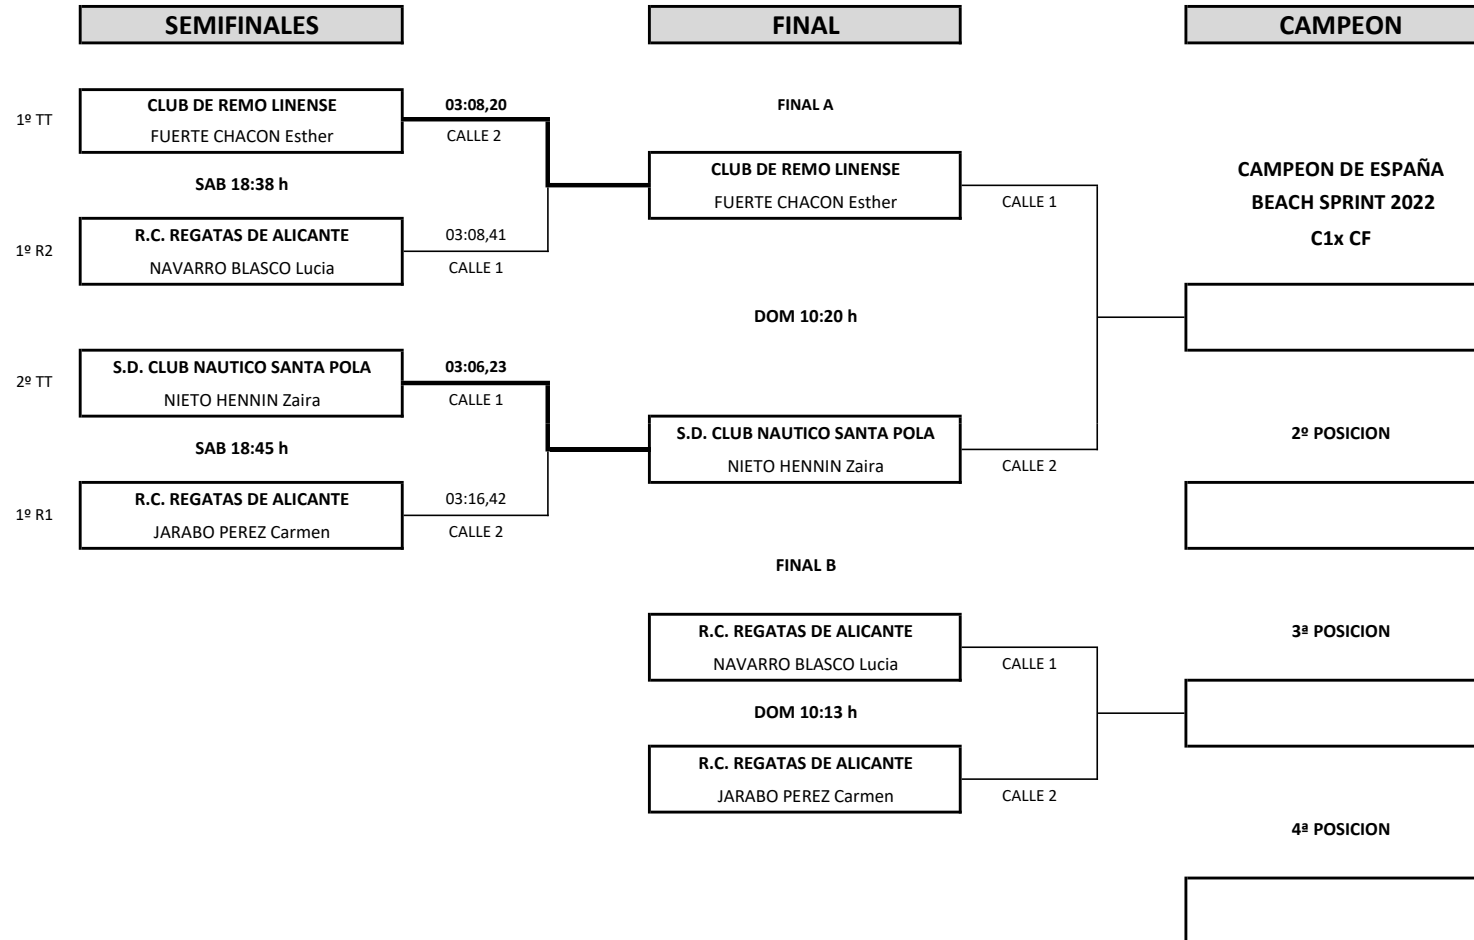 SEMIFINALES
FINAL
CAMPEON
1º TT
CLUB DE REMO LINENSE
FUERTE CHACON Esther
03:08,20
CALLE 2
SAB 18:38 h
1º R2
R.C. REGATAS DE ALICANTE
NAVARRO BLASCO Lucia
03:08,41
CALLE 1
2º TT
S.D. CLUB NAUTICO SANTA POLA
NIETO HENNIN Zaira
03:06,23
CALLE 1
SAB 18:45 h
1º R1
R.C. REGATAS DE ALICANTE
JARABO PEREZ Carmen
03:16,42
CALLE 2
FINAL A
CLUB DE REMO LINENSE
FUERTE CHACON Esther
CALLE 1
DOM 10:20 h
S.D. CLUB NAUTICO SANTA POLA
NIETO HENNIN Zaira
CALLE 2
FINAL B
R.C. REGATAS DE ALICANTE
NAVARRO BLASCO Lucia
CALLE 1
DOM 10:13 h
R.C. REGATAS DE ALICANTE
JARABO PEREZ Carmen
CALLE 2
CAMPEON DE ESPAÑA
BEACH SPRINT 2022
C1x CF
2º POSICION
3ª POSICION
4ª POSICION